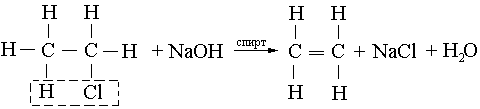 H H H H
спирт
H – C – C – H + NaOH → C = C + NaCl + H₂O
H Cl H H